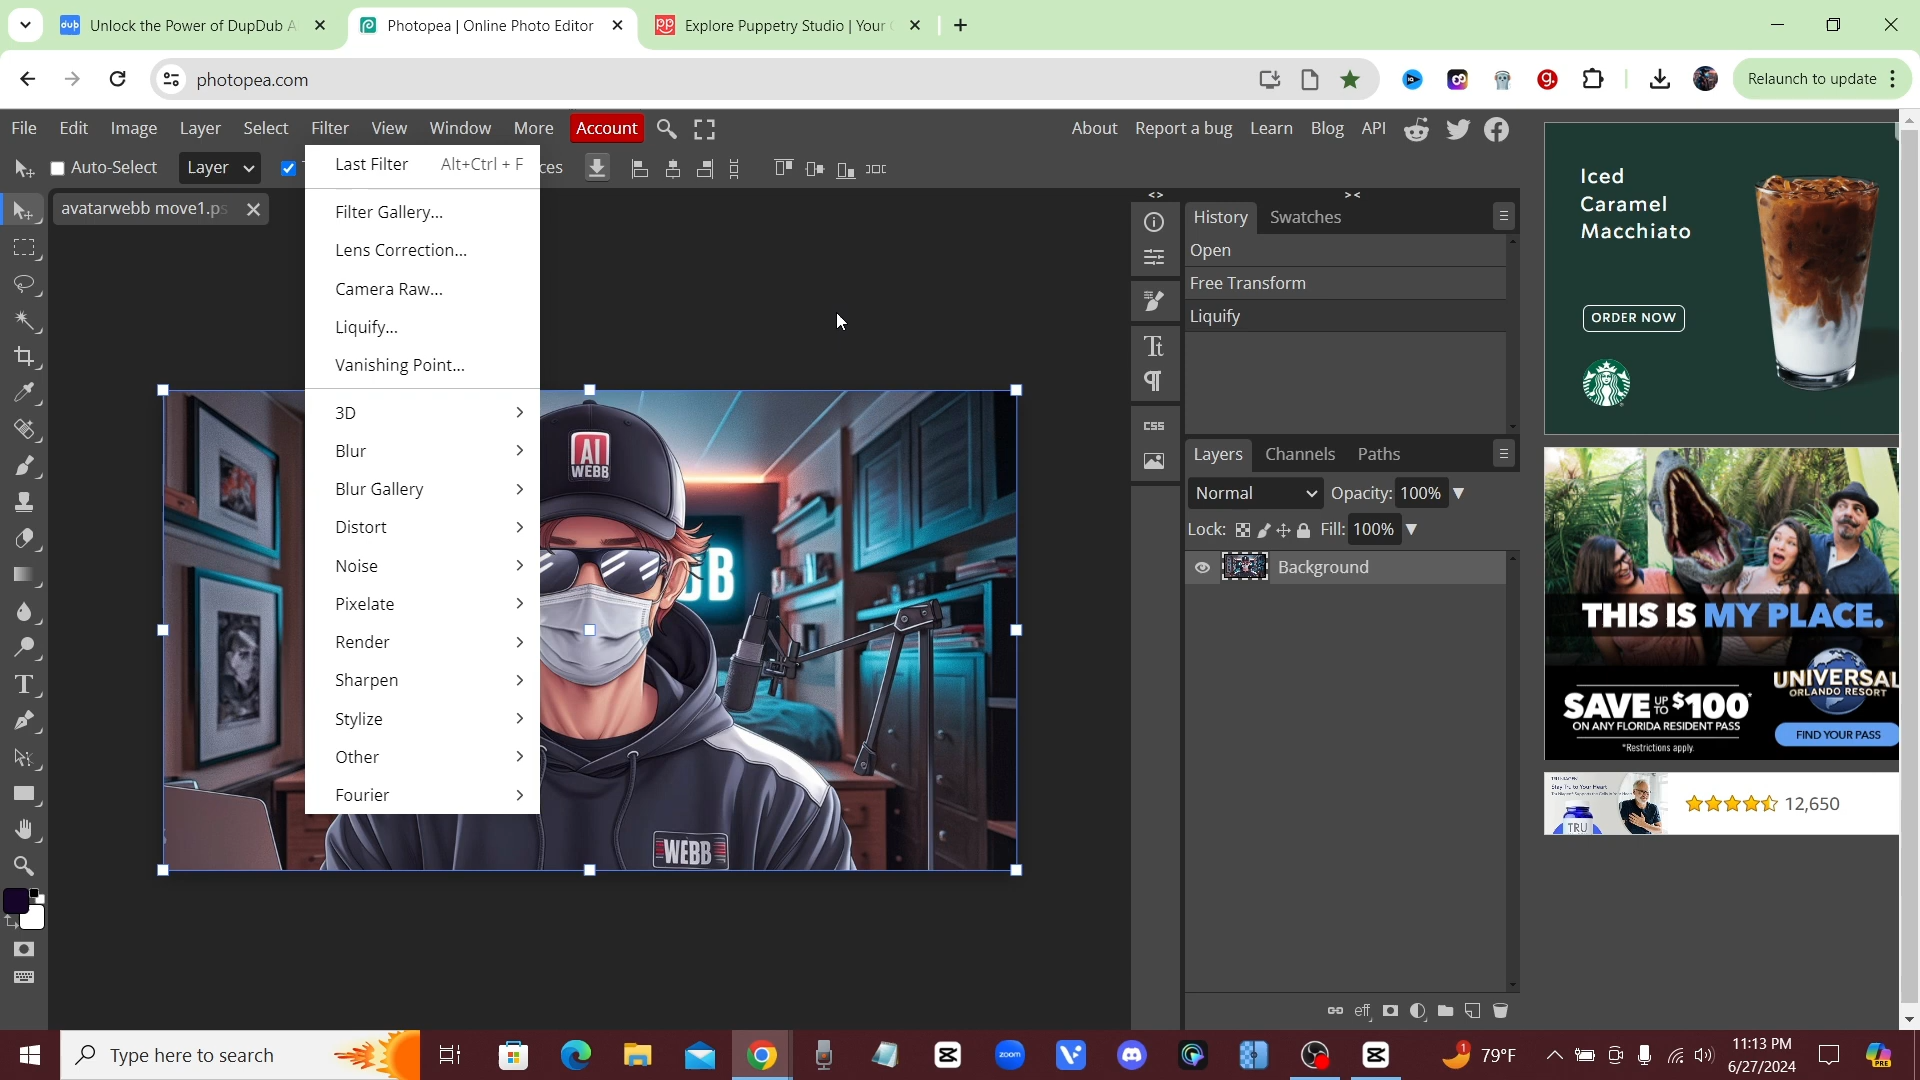 dub Unlock the Power of DupDub A
Photopea | Online Photo Editor
Explore Puppetry Studio | Your
photopea.com
Relaunch to update
File Edit Image Layer Select Filter View Window More Account
About Report a bug Learn Blog API
Auto-Select Layer
ces
Last Filter Alt+Ctrl + F
Filter Gallery...
Lens Correction...
Camera Raw...
Liquify...
Vanishing Point...
3D
Blur
Blur Gallery
Distort
Noise
Pixelate
Render
Sharpen
Stylize
Other
Fourier
avatarwebb move1.ps
AI
WEBB
BB
WEBB
CSS
<>
><
History Swatches
Open
Free Transform
Liquify
Layers Channels Paths
Normal Opacity: 100%
Lock: Fill: 100%
Background
eff
Iced
Caramel
Macchiato
ORDER NOW
THIS IS MY PLACE.
SAVE UP TO $100*
ON ANY FLORIDA RESIDENT PASS
*Restrictions apply.
UNIVERSAL
ORLANDO RESORT
FIND YOUR PASS
TRU
12,650
Type here to search
zoom
79°F
11:13 PM
6/27/2024